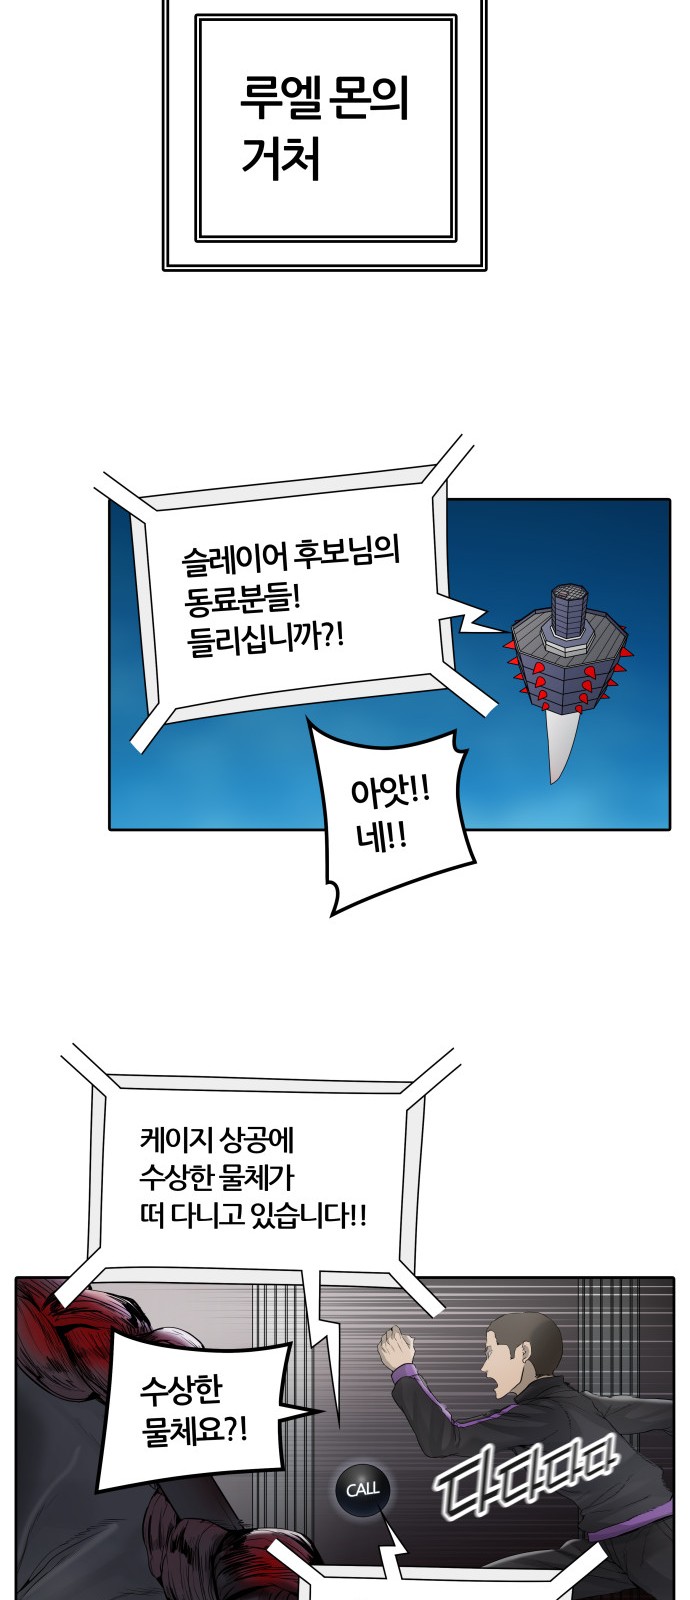 루엘 몬의
거처
슬레이어 후보님의
동료분들!
들리십니까?!
아앗!!
네!!
케이지 상공에
수상한 물체가
떠 다니고 있습니다!!
수상한
물체요?!
CALL
다다다다